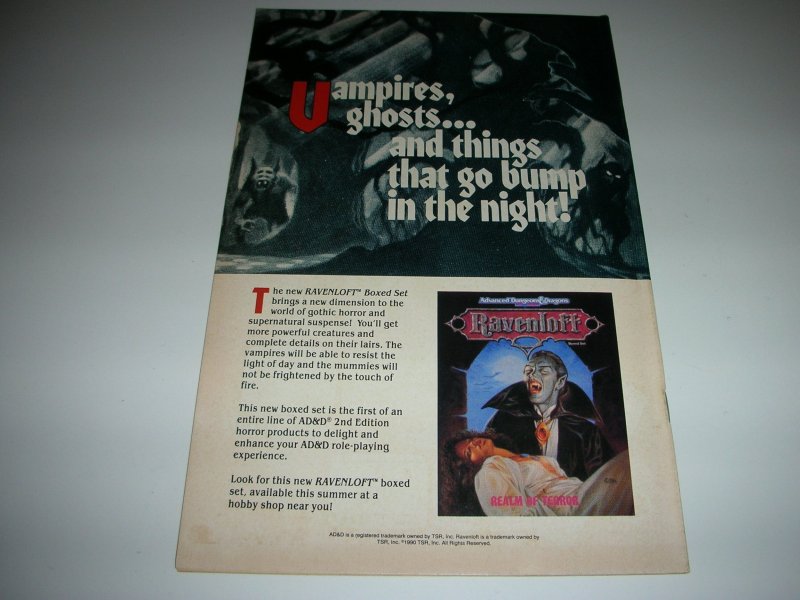 Vampires,
ghosts...
and things
that go bump
in the night!
The new RAVENLOFT™ Boxed Set
brings a new dimension to the
world of gothic horror and
supernatural suspense! You'll get
more powerful creatures and
complete details on their lairs. The
vampires will be able to resist the
light of day and the mummies will
not be frightened by the touch of
fire.
This new boxed set is the first of an
entire line of AD&D® 2nd Edition
horror products to delight and
enhance your AD&D role-playing
experience.
Look for this new RAVENLOFT™ boxed
set, available this summer at a
hobby shop near you!
Advanced Dungeons & Dragons
Ravenloft
Boxed Set
REALM OF TERROR
AD&D is a registered trademark owned by TSR, Inc. Ravenloft is a trademark owned by
TSR, Inc. ©1990 TSR, Inc. All Rights Reserved.